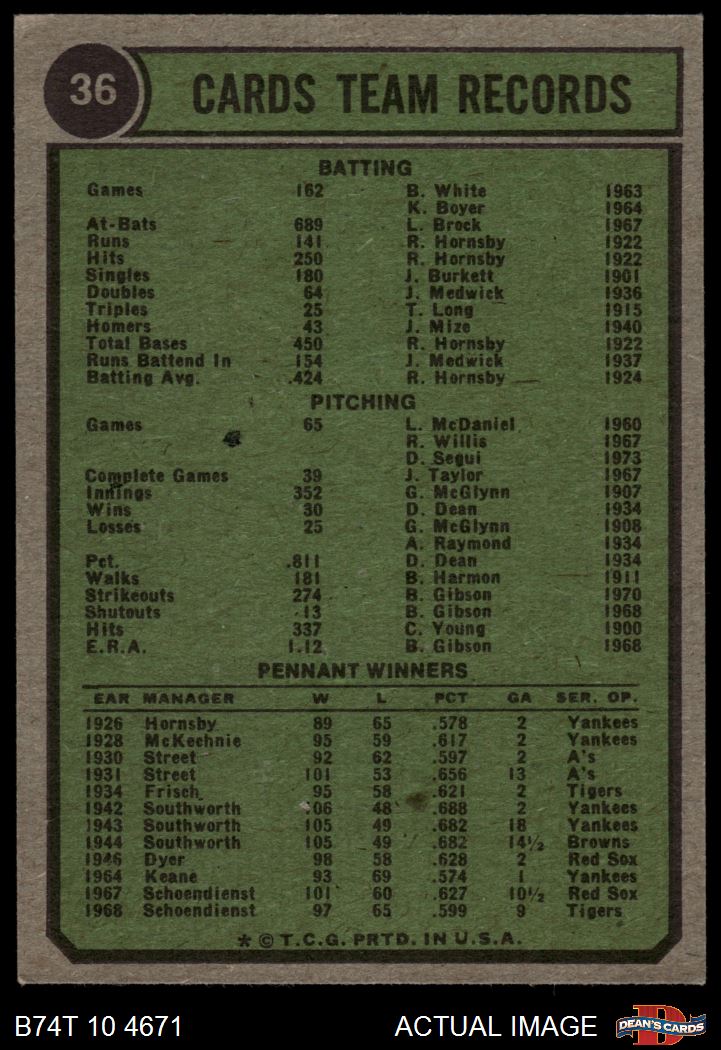 36 CARDS TEAM RECORDS
BATTING
Games 162 B. White 1963
K. Boyer 1964
At-Bats 689 L. Brock 1967
Runs 141 R. Hornsby 1922
Hits 250 R. Hornsby 1922
Singles 180 J. Burkett 1901
Doubles 64 J. Medwick 1936
Triples 25 T. Long 1915
Homers 43 J. Mize 1940
Total Bases 450 R. Hornsby 1922
Runs Battend In 154 J. Medwick 1937
Batting Avg. .424 R. Hornsby 1924
PITCHING
Games 65 L. McDaniel 1960
R. Willis 1967
D. Segui 1973
Complete Games 39 J. Taylor 1967
Innings 352 G. McGlynn 1907
Wins 30 D. Dean 1934
Losses 25 G. McGlynn 1908
A. Raymond 1934
Pct. .811 D. Dean 1934
Walks 181 B. Harmon 1911
Strikeouts 274 B. Gibson 1970
Shutouts 13 B. Gibson 1968
Hits 337 C. Young 1900
E.R.A. 1.12 B. Gibson 1968
PENNANT WINNERS
EAR MANAGER W L PCT GA SER. OP.
1926 Hornsby 89 65 .578 2 Yankees
1928 McKechnie 95 59 .617 2 Yankees
1930 Street 92 62 .597 2 A's
1931 Street 101 53 .656 13 A's
1934 Frisch 95 58 .621 2 Tigers
1942 Southworth 106 48 .688 2 Yankees
1943 Southworth 105 49 .682 18 Yankees
1944 Southworth 105 49 .682 14½ Browns
1946 Dyer 98 58 .628 2 Red Sox
1964 Keane 93 69 .574 1 Yankees
1967 Schoendienst 101 60 .627 10½ Red Sox
1968 Schoendienst 97 65 .599 9 Tigers
* © T.C.G. PRTD. IN U.S.A.
B74T 10 4671 ACTUAL IMAGE D DEAN'S CARDS